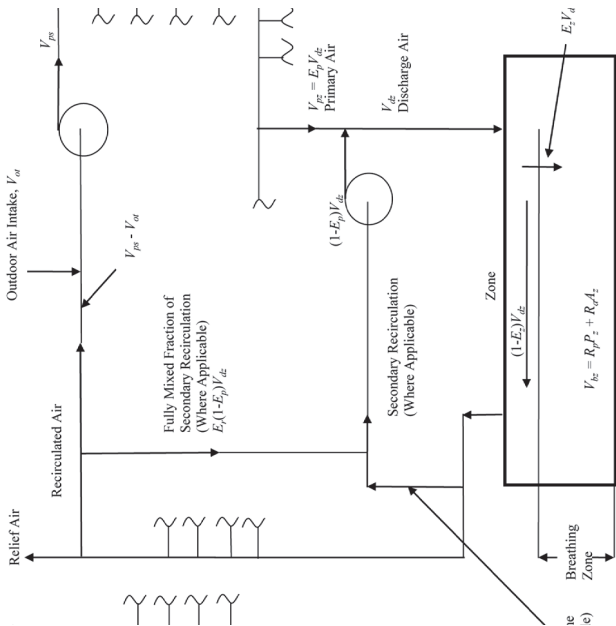 V_ps
Outdoor Air Intake, V_ot
V_ps - V_ot
V_pz = E_pV_dz
Primary Air
V_dz
Discharge Air
(1-E_p)V_dz
Recirculated Air
Fully Mixed Fraction of
Secondary Recirculation
(Where Applicable)
E_r(1-E_p)V_dz
Secondary Recirculation
(Where Applicable)
Relief Air
Zone
(1-E_z)V_dz
E_zV_d
V_bz = R_pP_z + R_aA_z
Breathing
Zone
ne
le)